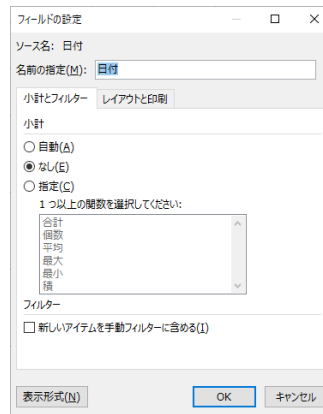 フィールドの設定
ソース名: 日付
名前の指定(M): 日付
小計とフィルター レイアウトと印刷
小計
自動(A)
なし(E)
指定(C)
1 つ以上の関数を選択してください:
合計
個数
平均
最大
最小
積
フィルター
新しいアイテムを手動フィルターに含める(I)
表示形式(N) OK キャンセル